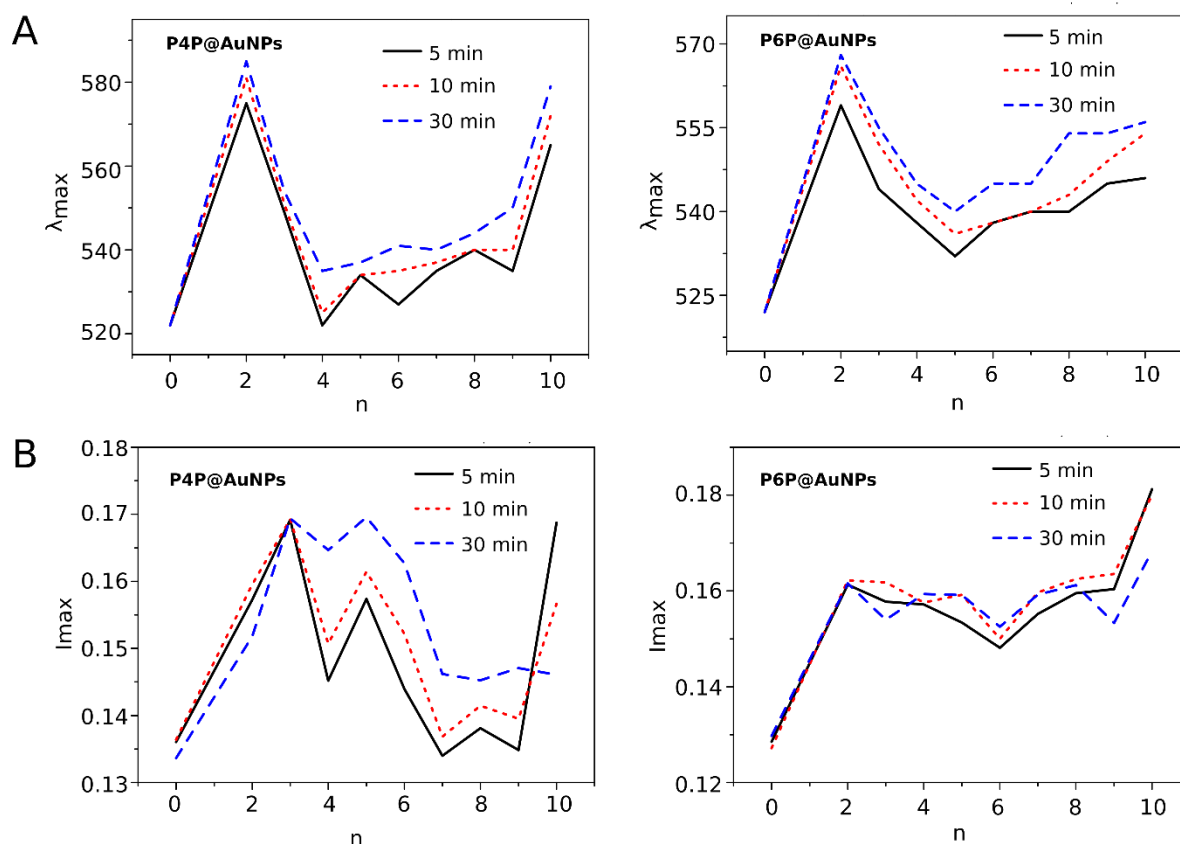 A
P4P@AuNPs
5 min
10 min
30 min
λmax
580
560
540
520
0 2 4 6 8 10
n
P6P@AuNPs
5 min
10 min
30 min
λmax
570
555
540
525
0 2 4 6 8 10
n
B
P4P@AuNPs
5 min
10 min
30 min
Imax
0.18
0.17
0.16
0.15
0.14
0.13
0 2 4 6 8 10
n
P6P@AuNPs
5 min
10 min
30 min
Imax
0.18
0.16
0.14
0.12
0 2 4 6 8 10
n